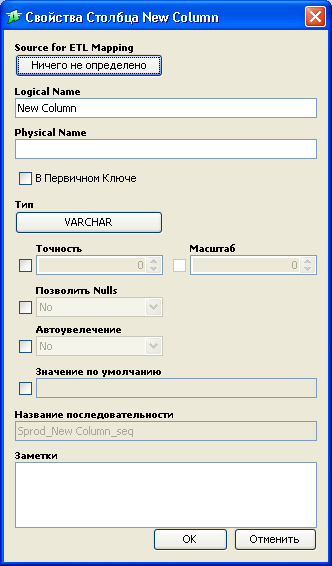 Свойства Столбца New Column
Source for ETL Mapping
Ничего не определено
Logical Name
New Column
Physical Name
В Первичном Ключе
Тип
VARCHAR
Точность Масштаб
0 0
Позволить Nulls
No
Автоувелечение
No
Значение по умолчанию
Название последовательности
Sprod_New Column_seq
Заметки
OK Отменить